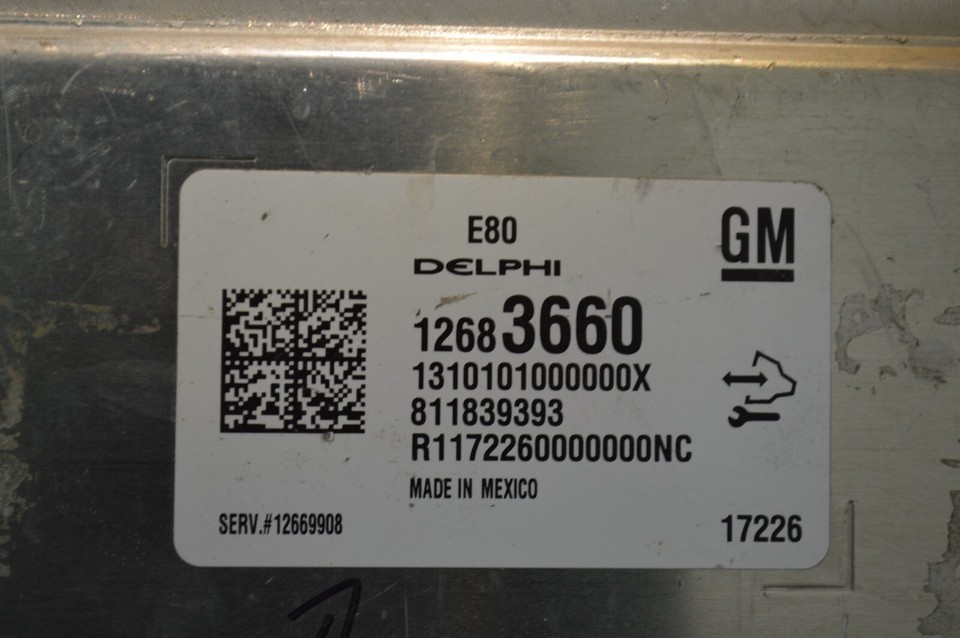 E80
GM
DELPHI
12683660
1310101000000X
811839393
R1172260000000NC
MADE IN MEXICO
SERV.#12669908
17226